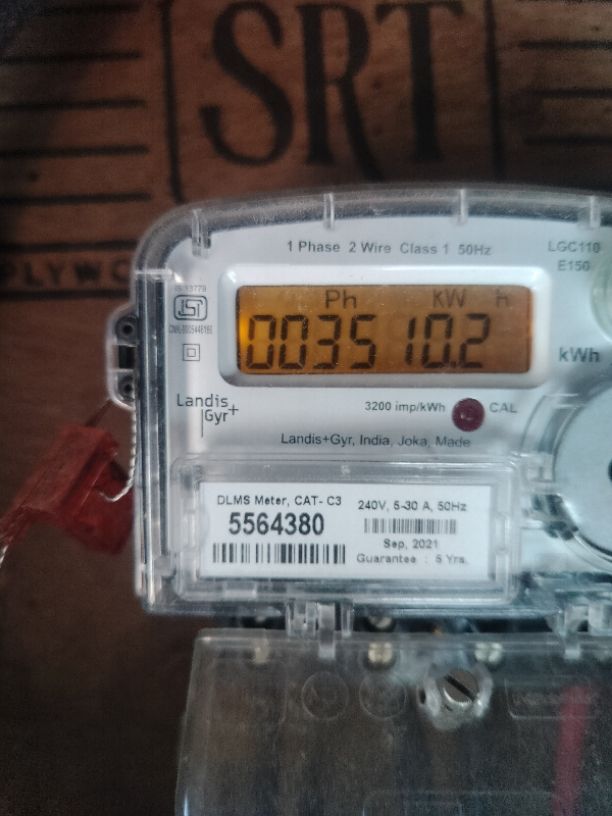 SRT
PLYWO
1 Phase 2 Wire Class 1 50Hz
LGC110
E150
Ph kW h
003510.2
kWh
Landis
Gyr+
3200 imp/kWh CAL
Landis+Gyr, India, Joka, Made
DLMS Meter, CAT- C3
5564380
240V, 5-30 A, 50Hz
Sep, 2021
Guarantee : 5 Yrs.